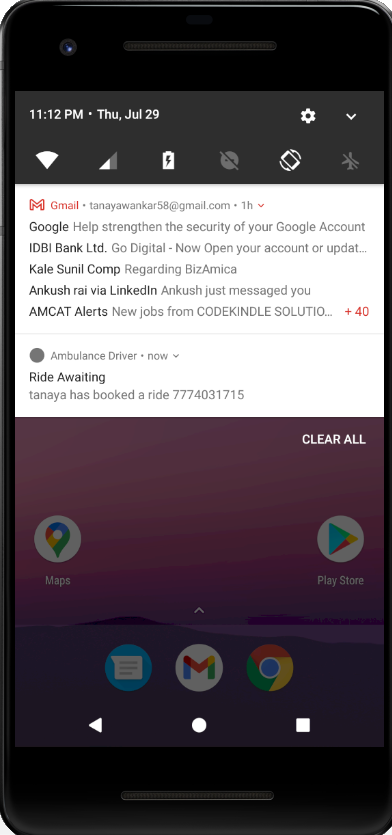 11:12 PM • Thu, Jul 29
Gmail • tanayawankar58@gmail.com • 1h
Google Help strengthen the security of your Google Account
IDBI Bank Ltd. Go Digital - Now Open your account or updat...
Kale Sunil Comp Regarding BizAmica
Ankush rai via LinkedIn Ankush just messaged you
AMCAT Alerts New jobs from CODEKINDLE SOLUTIO... + 40
Ambulance Driver • now
Ride Awaiting
tanaya has booked a ride 7774031715
CLEAR ALL
Maps
Play Store